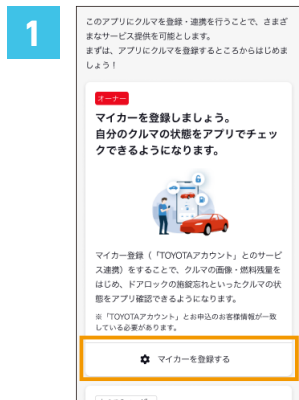 1
このアプリにクルマを登録・連携を行うことで、さまざ
まなサービス提供を可能とします。
まずは、アプリにクルマを登録するところからはじめま
しょう！
オーナー
マイカーを登録しましょう。
自分のクルマの状態をアプリでチェッ
クできるようになります。
マイカー登録（「TOYOTAアカウント」とのサービ
ス連携）をすることで、クルマの画像・燃料残量を
はじめ、ドアロックの施錠忘れといったクルマの状
態をアプリ確認できるようになります。
※「TOYOTAアカウント」とお申込のお客様情報が一致
している必要があります。
マイカーを登録する